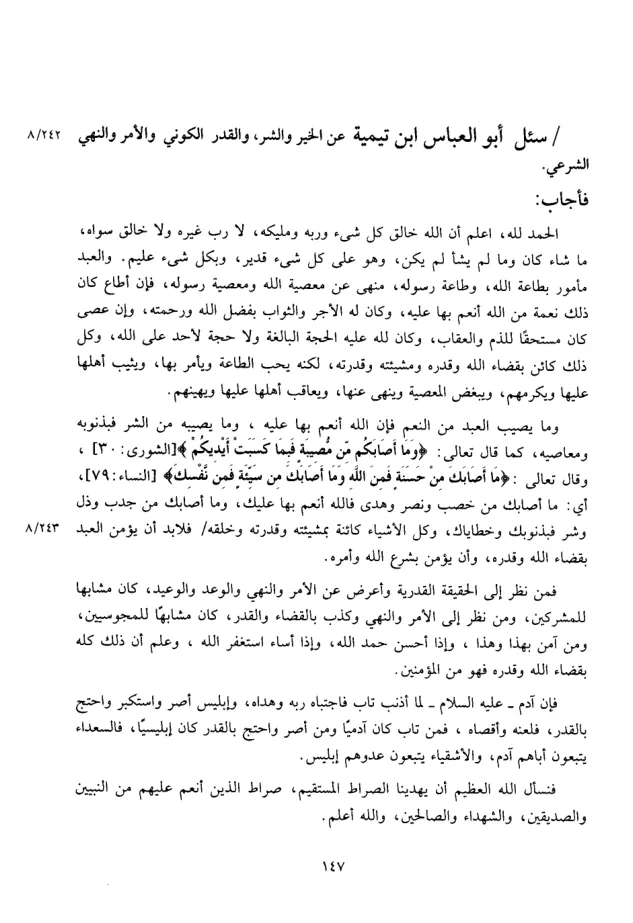 / سئل أبو العباس ابن تيمية عن الخير والشر، والقدر الكوني والأمر والنهي ٨/٢٤٢
الشرعي.
فأجاب:
الحمد لله، اعلم أن الله خالق كل شىء وربه ومليكه، لا رب غيره ولا خالق سواه،
ما شاء كان وما لم يشأ لم يكن، وهو على كل شىء قدير، وبكل شىء عليم. والعبد
مأمور بطاعة الله، وطاعة رسوله، منهى عن معصية الله ومعصية رسوله، فإن أطاع كان
ذلك نعمة من الله أنعم بها عليه، وكان له الأجر والثواب بفضل الله ورحمته، وإن عصى
كان مستحقًا للذم والعقاب، وكان لله عليه الحجة البالغة ولا حجة لأحد على الله، وكل
ذلك كائن بقضاء الله وقدره ومشيئته وقدرته، لكنه يحب الطاعة ويأمر بها، ويثيب أهلها
عليها ويكرمهم، ويبغض المعصية وينهى عنها، ويعاقب أهلها عليها ويهينهم.
وما يصيب العبد من النعم فإن الله أنعم بها عليه ، وما يصيبه من الشر فبذنوبه
ومعاصيه، كما قال تعالى: ﴿وَمَا أَصَابَكُم مِّن مُّصِيبَةٍ فَبِمَا كَسَبَتْ أَيْدِيكُمْ﴾[الشورى:٣٠] ،
وقال تعالى :﴿مَا أَصَابَكَ مِنْ حَسَنَةٍ فَمِنَ اللَّهِ وَمَا أَصَابَكَ مِن سَيِّئَةٍ فَمِن نَّفْسِكَ﴾ [النساء:٧٩]،
أي: ما أصابك من خصب ونصر وهدى فالله أنعم بها عليك، وما أصابك من جدب وذل
وشر فبذنوبك وخطاياك، وكل الأشياء كائنة بمشيئته وقدرته وخلقه/ فلابد أن يؤمن العبد ٨/٢٤٣
بقضاء الله وقدره، وأن يؤمن بشرع الله وأمره.
فمن نظر إلى الحقيقة القدرية وأعرض عن الأمر والنهي والوعد والوعيد، كان مشابها
للمشركين، ومن نظر إلى الأمر والنهي وكذب بالقضاء والقدر، كان مشابهًا للمجوسيين،
ومن آمن بهذا وهذا ، وإذا أحسن حمد الله، وإذا أساء استغفر الله ، وعلم أن ذلك كله
بقضاء الله وقدره فهو من المؤمنين.
فإن آدم ـ عليه السلام ـ لما أذنب تاب فاجتباه ربه وهداه، وإبليس أصر واستكبر واحتج
بالقدر، فلعنه وأقصاه ، فمن تاب كان آدميًا ومن أصر واحتج بالقدر كان إبليسيًا، فالسعداء
يتبعون أباهم آدم، والأشقياء يتبعون عدوهم إبليس.
فنسأل الله العظيم أن يهدينا الصراط المستقيم، صراط الذين أنعم عليهم من النبيين
والصديقين، والشهداء والصالحين، والله أعلم.
١٤٧